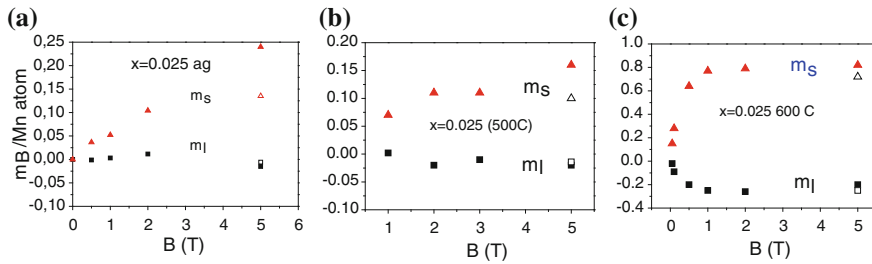 (a)
0,25
0,20
0,15
0,10
0,05
0,00
-0,05
-0,10
mB/Mn atom
x=0.025 ag
mS
ml
0 1 2 3 4 5 6
B (T)
(b)
0.20
0.15
0.10
0.05
0.00
-0.05
-0.10
mS
x=0.025 (500C)
ml
1 2 3 4 5
B (T)
(c)
1.0
0.8
0.6
0.4
0.2
0.0
-0.2
-0.4
mS
x=0.025 600 C
ml
0 1 2 3 4 5
B (T)